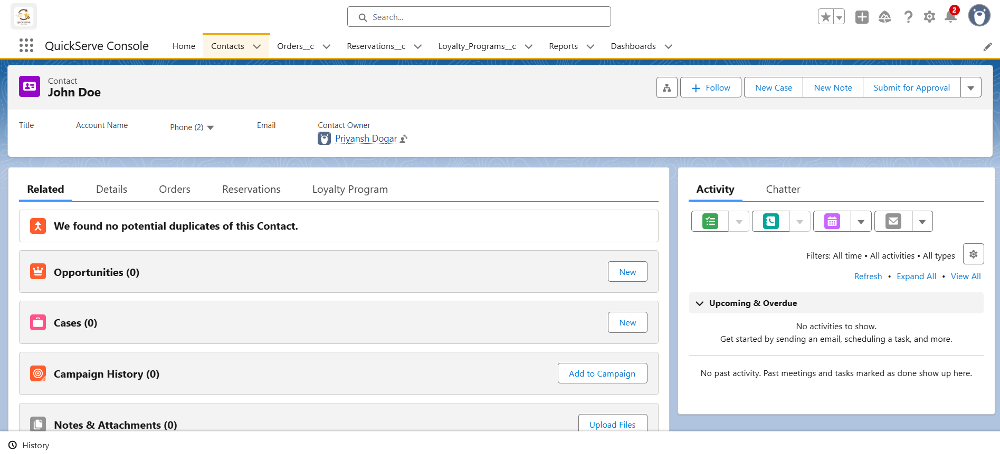 QUICKSERVE
Search...
2
QuickServe Console
Home
Contacts
Orders__c
Reservations__c
Loyalty_Programs__c
Reports
Dashboards
Contact
John Doe
Follow
New Case
New Note
Submit for Approval
Title
Account Name
Phone (2)
Email
Contact Owner
Priyansh Dogar
Related
Details
Orders
Reservations
Loyalty Program
We found no potential duplicates of this Contact.
Opportunities (0)
New
Cases (0)
New
Campaign History (0)
Add to Campaign
Notes & Attachments (0)
Upload Files
Activity
Chatter
Filters: All time • All activities • All types
Refresh • Expand All • View All
Upcoming & Overdue
No activities to show.
Get started by sending an email, scheduling a task, and more.
No past activity. Past meetings and tasks marked as done show up here.
History